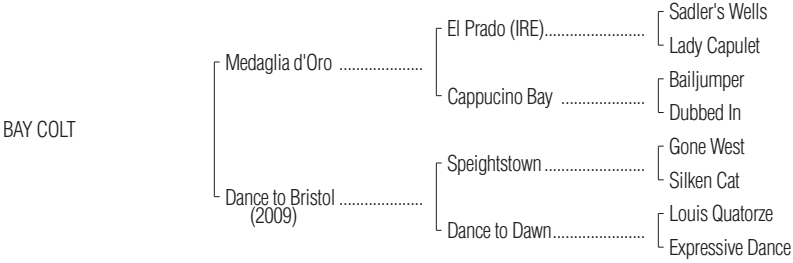 Sadler's Wells
El Prado (IRE)........................
Lady Capulet
Medaglia d'Oro ....................
Bailjumper
Cappucino Bay ....................
Dubbed In
BAY COLT
Gone West
Speightstown ........................
Silken Cat
Dance to Bristol ....................
(2009)
Louis Quatorze
Dance to Dawn......................
Expressive Dance